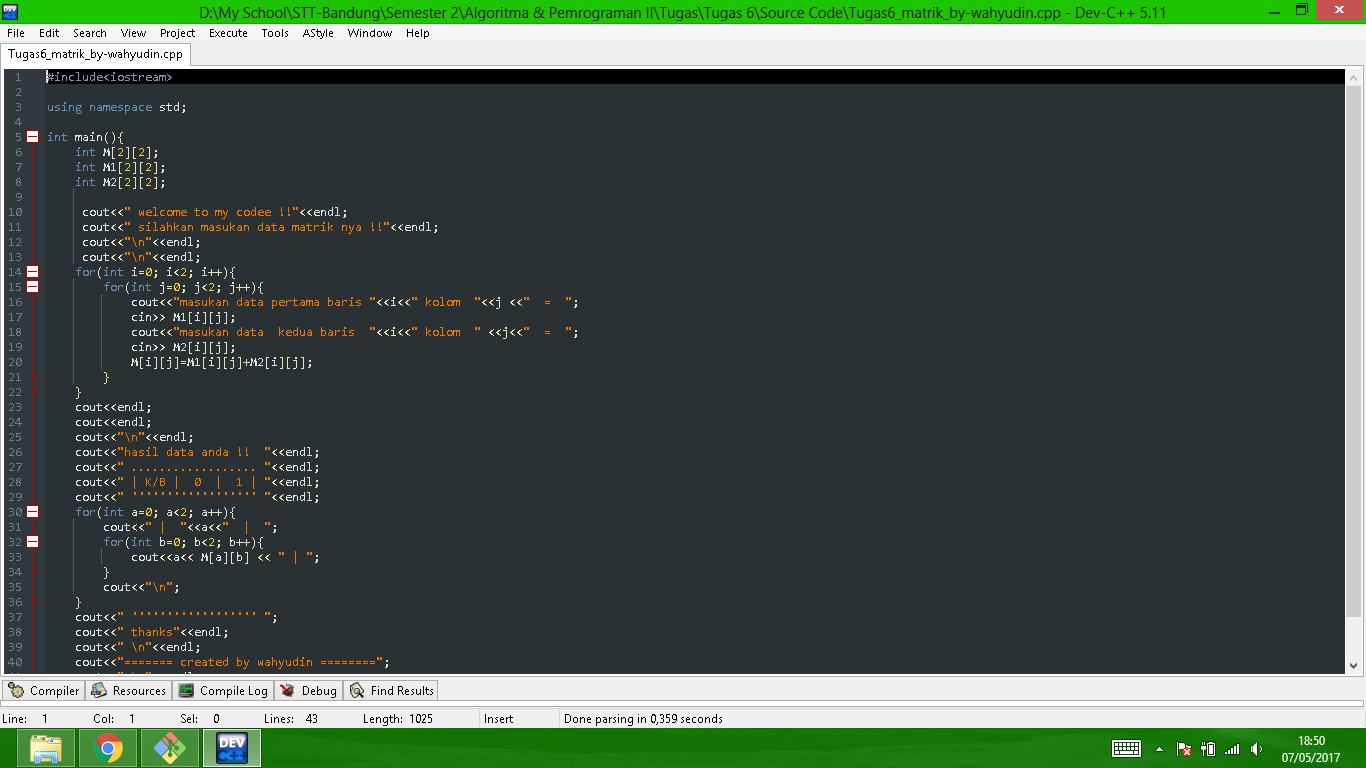 D:\My School\STT-Bandung\Semester 2\Algoritma & Pemrograman II\Tugas\Tugas 6\Source Code\Tugas6_matrik_by-wahyudin.cpp - Dev-C++ 5.11
File Edit Search View Project Execute Tools AStyle Window Help
Tugas6_matrik_by-wahyudin.cpp
1 #include<iostream>
2
3 using namespace std;
4
5 int main(){
6 int M[2][2];
7 int M1[2][2];
8 int M2[2][2];
9
10 cout<<" welcome to my codee !!"<<endl;
11 cout<<" silahkan masukan data matrik nya !!"<<endl;
12 cout<<"\n"<<endl;
13 cout<<"\n"<<endl;
14 for(int i=0; i<2; i++){
15 for(int j=0; j<2; j++){
16 cout<<"masukan data pertama baris "<<i<<" kolom  "<<j <<"  =  ";
17 cin>> M1[i][j];
18 cout<<"masukan data  kedua baris  "<<i<<" kolom  " <<j<<"  =  ";
19 cin>> M2[i][j];
20 M[i][j]=M1[i][j]+M2[i][j];
21 }
22 }
23 cout<<endl;
24 cout<<endl;
25 cout<<"\n"<<endl;
26 cout<<"hasil data anda !!  "<<endl;
27 cout<<" .................. "<<endl;
28 cout<<" | K/B |  0  |  1 | "<<endl;
29 cout<<" '''''''''''''''''' "<<endl;
30 for(int a=0; a<2; a++){
31 cout<<" |  "<<a<<"  |  ";
32 for(int b=0; b<2; b++){
33 cout<<a<< M[a][b] << " | ";
34 }
35 cout<<"\n";
36 }
37 cout<<" '''''''''''''''''' ";
38 cout<<" thanks"<<endl;
39 cout<<" \n"<<endl;
40 cout<<"======= created by wahyudin ========";
Compiler Resources Compile Log Debug Find Results
Line: 1 Col: 1 Sel: 0 Lines: 43 Length: 1025 Insert Done parsing in 0,359 seconds
DEV C++
18:50
07/05/2017